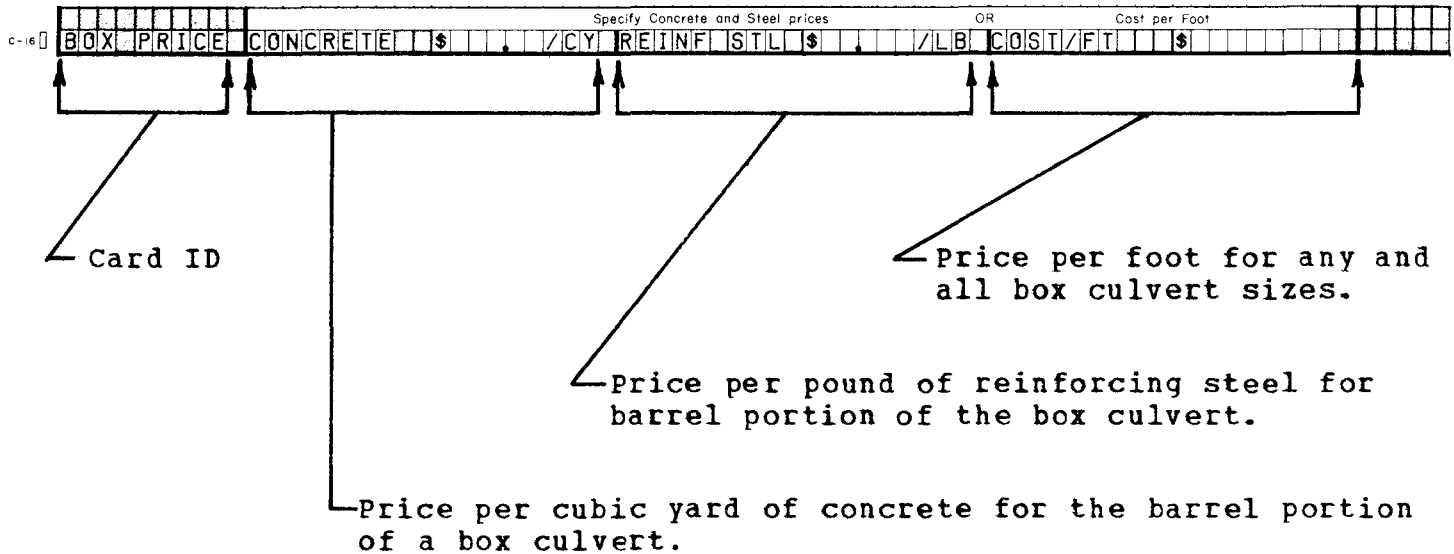 Specify Concrete and Steel prices OR Cost per Foot
C-16 BOX PRICE CONCRETE $ . /CY REINF STL $ . /LB COST/FT $
Card ID
Price per foot for any and
all box culvert sizes.
Price per pound of reinforcing steel for
barrel portion of the box culvert.
Price per cubic yard of concrete for the barrel portion
of a box culvert.